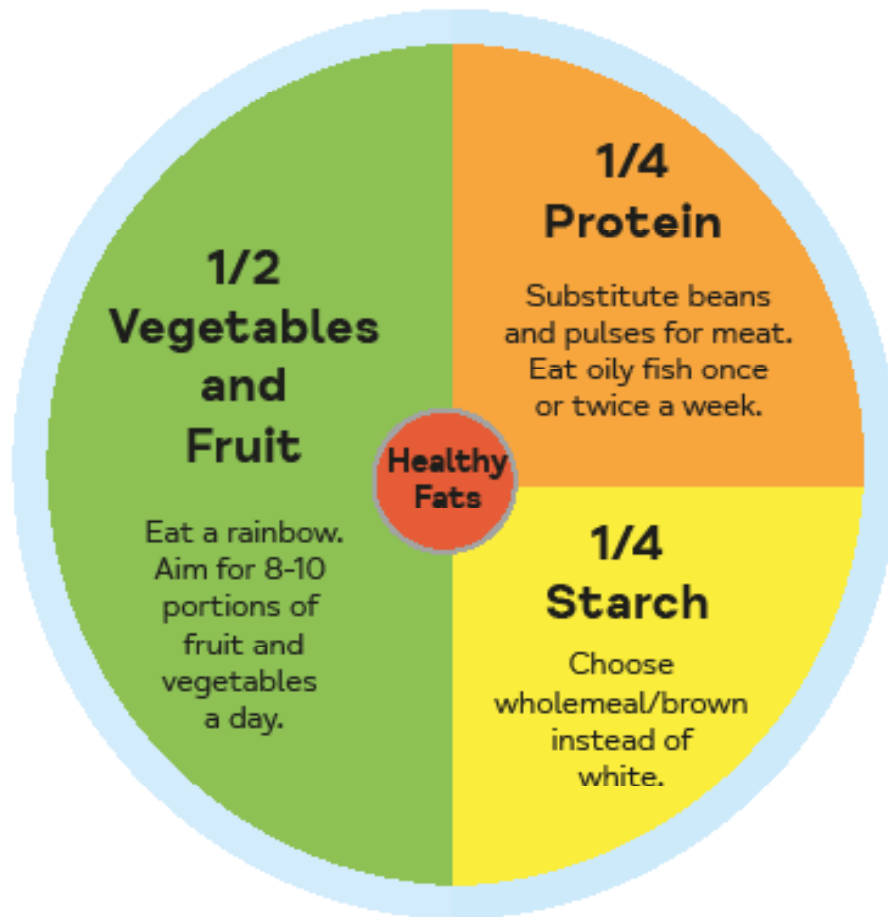 1/2
Vegetables
and
Fruit
Eat a rainbow.
Aim for 8-10
portions of
fruit and
vegetables
a day.
Healthy
Fats
1/4
Protein
Substitute beans
and pulses for meat.
Eat oily fish once
or twice a week.
1/4
Starch
Choose
wholemeal/brown
instead of
white.